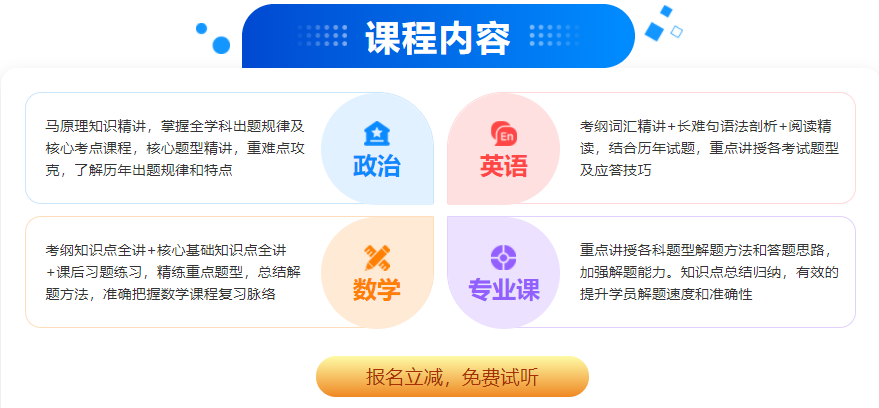 课程内容
马原理知识精讲，掌握全学科出题规律及
核心考点课程，核心题型精讲，重难点攻
克，了解历年出题规律和特点
政治
En
英语
考纲词汇精讲+长难句语法剖析+阅读精
读，结合历年试题，重点讲授各考试题型
及应答技巧
考纲知识点全讲+核心基础知识点全讲
+课后习题练习，精练重点题型，总结解
题方法，准确把握数学课程复习脉络
数学
专业课
重点讲授各科题型解题方法和答题思路，
加强解题能力。知识点总结归纳，有效的
提升学员解题速度和准确性
报名立减，免费试听